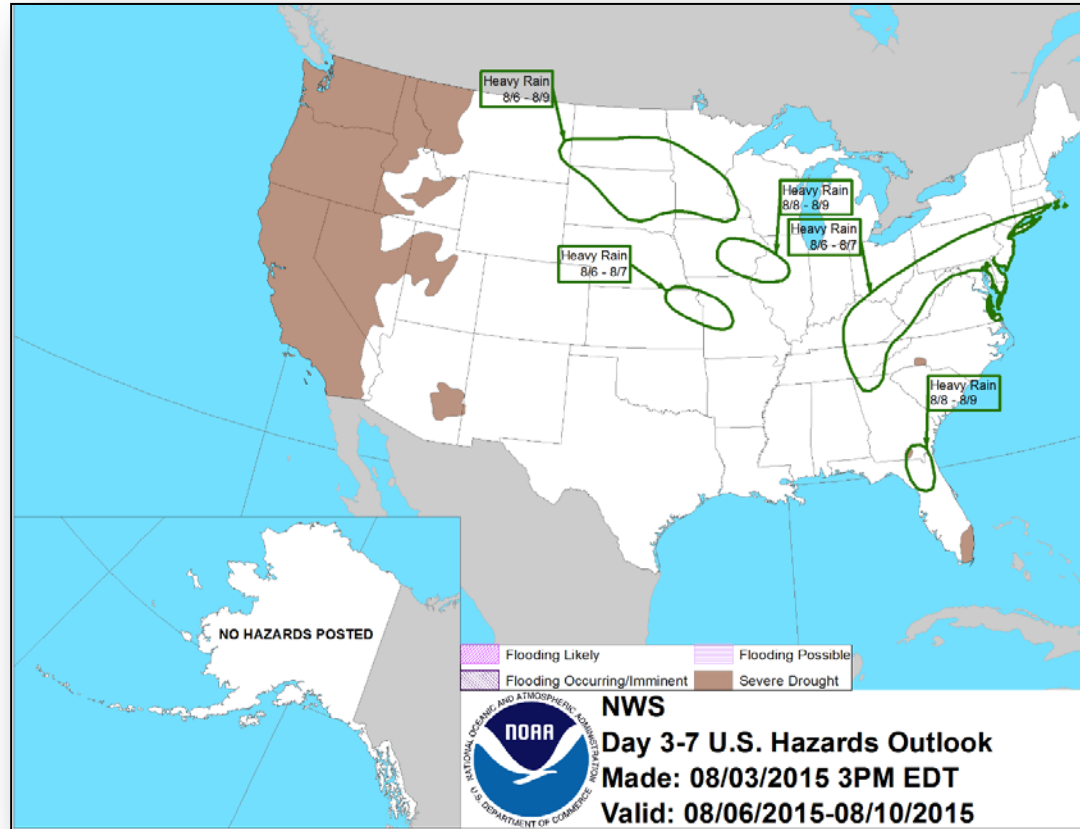 Heavy Rain
8/6 - 8/9
Heavy Rain
8/8 - 8/9
Heavy Rain
8/6 - 8/7
Heavy Rain
8/6 - 8/7
Heavy Rain
8/8 - 8/9
NO HAZARDS POSTED
Flooding Likely
Flooding Possible
Flooding Occurring/Imminent
Severe Drought
NATIONAL OCEANIC AND ATMOSPHERIC ADMINISTRATION
NOAA
U.S. DEPARTMENT OF COMMERCE
NWS
Day 3-7 U.S. Hazards Outlook
Made: 08/03/2015 3PM EDT
Valid: 08/06/2015-08/10/2015